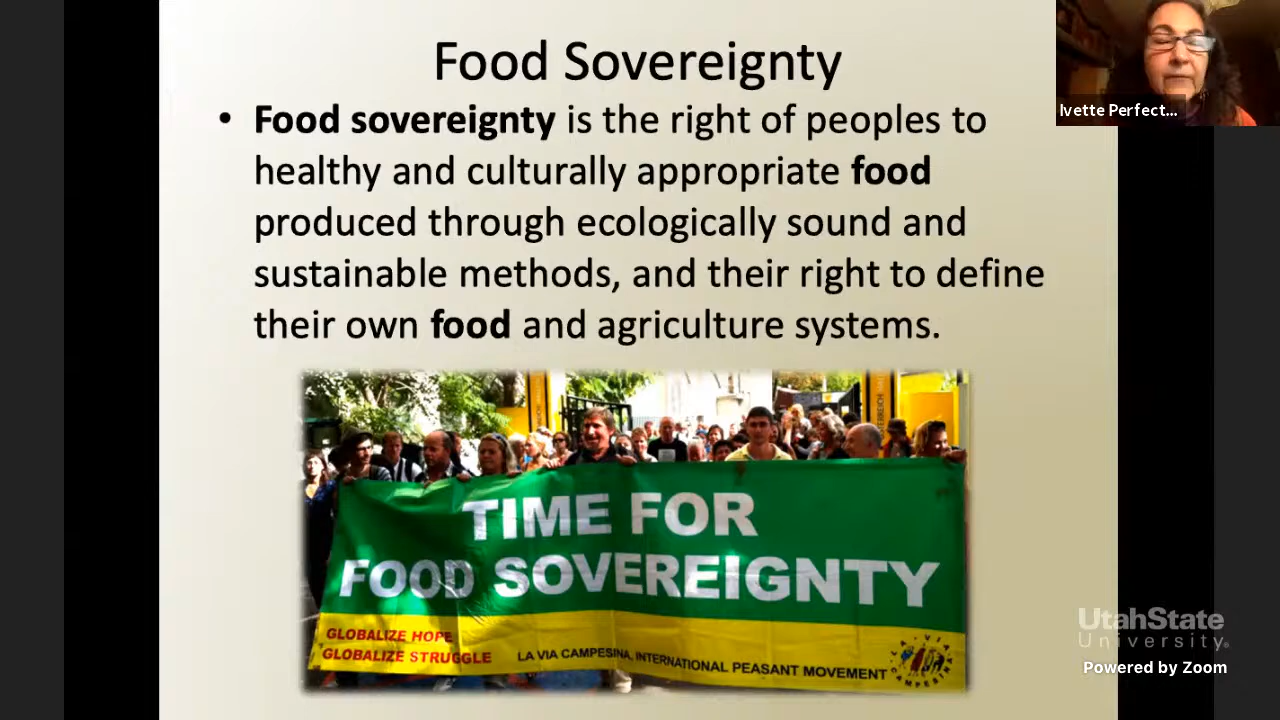 Food Sovereignty
• Food sovereignty is the right of peoples to
healthy and culturally appropriate food
produced through ecologically sound and
sustainable methods, and their right to define
their own food and agriculture systems.
Ivette Perfect...
TIME FOR
FOOD SOVEREIGNTY
GLOBALIZE HOPE
GLOBALIZE STRUGGLE
LA VIA CAMPESINA, INTERNATIONAL PEASANT MOVEMENT
UtahState
University
Powered by Zoom